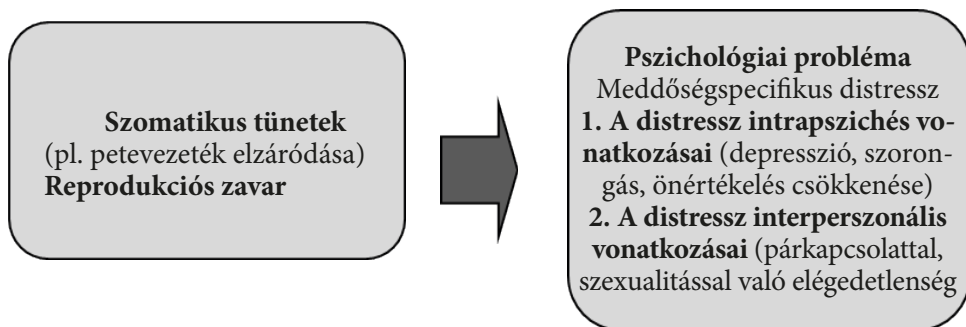 Szomatikus tünetek
(pl. petevezeték elzáródása)
Reprodukciós zavar
Pszichológiai probléma
Meddőségspecifikus distressz
1. A distressz intrapszichés vo-
natkozásai (depresszió, szoron-
gás, önértékelés csökkenése)
2. A distressz interperszonális
vonatkozásai (párkapcsolattal,
szexualitással való elégedetlenség